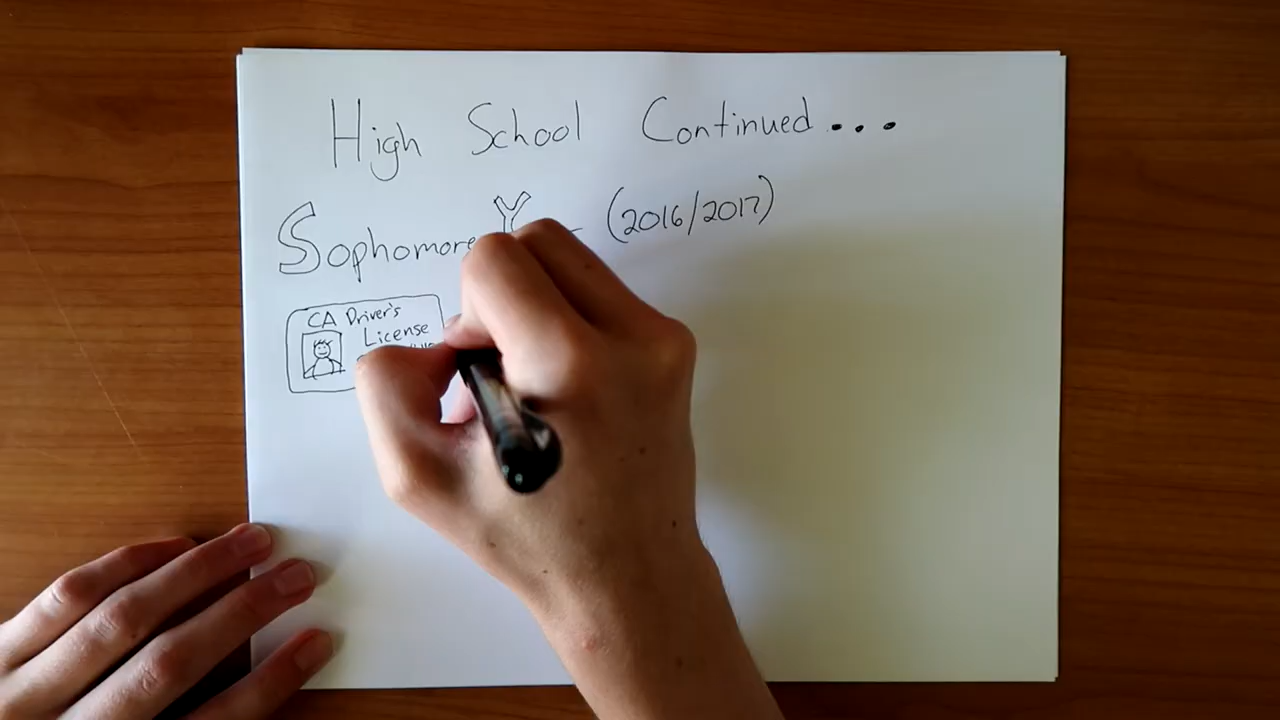 High School Continued...
Sophomore Y (2016/2017)
CA Driver's
License